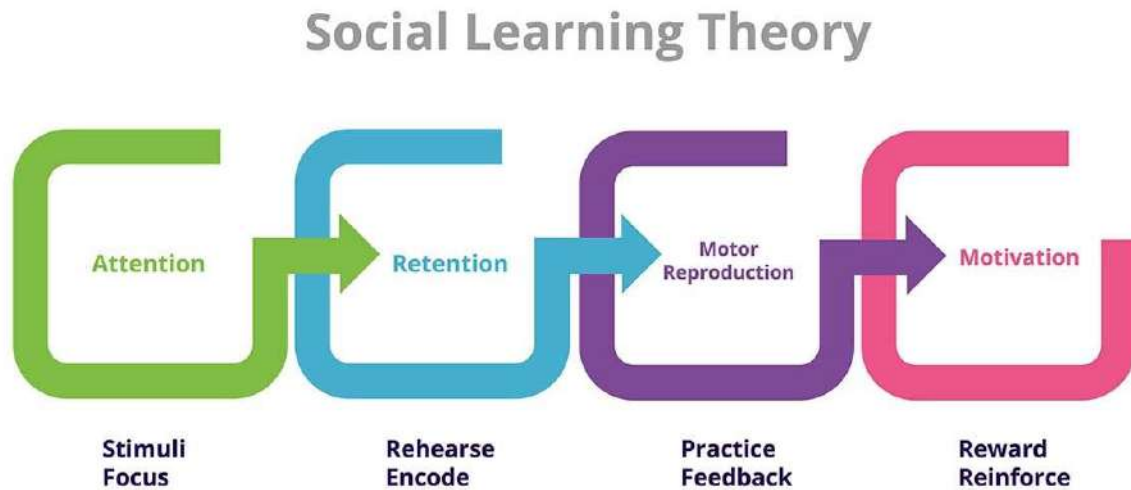 Social Learning Theory
Attention
Retention
Motor
Reproduction
Motivation
Stimuli
Focus
Rehearse
Encode
Practice
Feedback
Reward
Reinforce